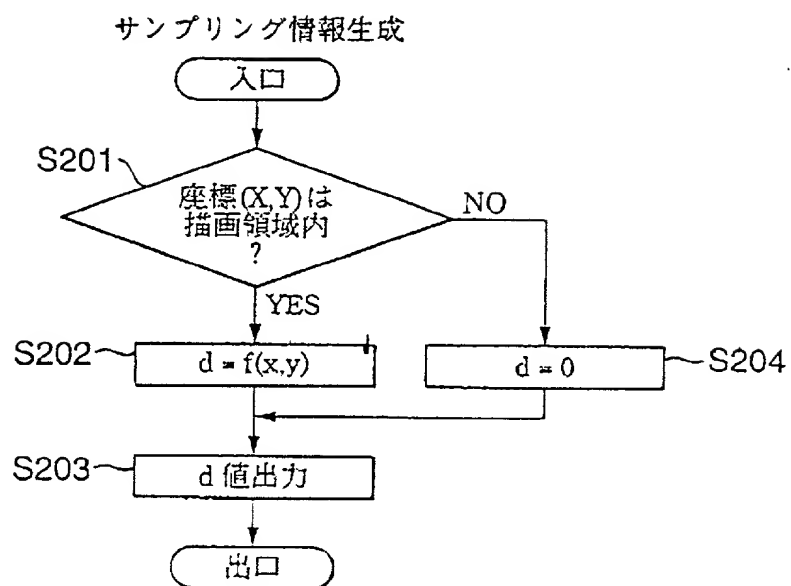 サンプリング情報生成
入口
S201
座標(X,Y)は
描画領域内
?
NO
YES
S202
d = f(x,y)
d = 0
S204
S203
d 値出力
出口